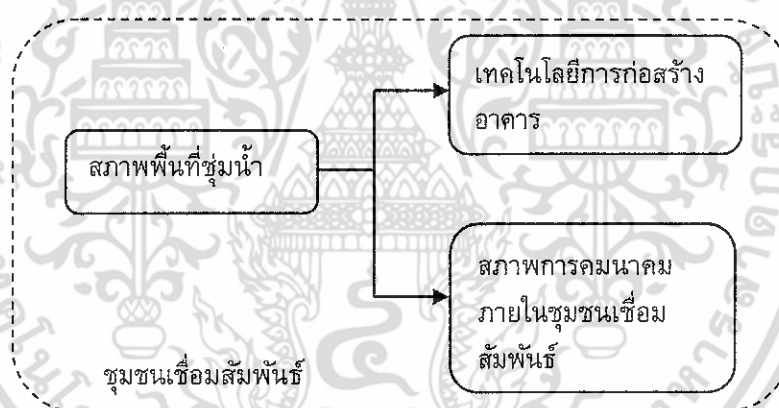 เทคโนโลยีการก่อสร้าง
อาคาร
สภาพพื้นที่ชุ่มน้ำ
สภาพการคมนาคม
ภายในชุมชนเชื่อม
สัมพันธ์
ชุมชนเชื่อมสัมพันธ์